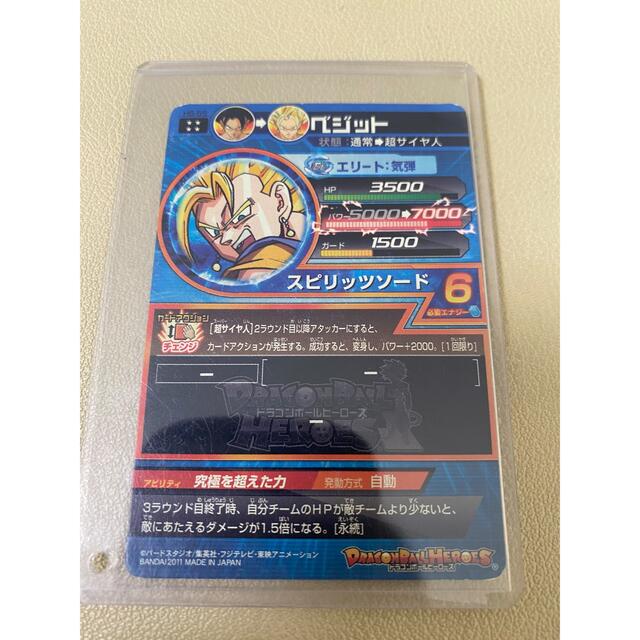 ベジット
状態:通常➡超サイヤ人
エリート:気弾
HP 3500
パワー 5000➡7000
ガード 1500
スピリッツソード 6
必要エナジー
カードアクション
チェンジ
[超サイヤ人]2ラウンド目以降アタッカーにすると、
カードアクションが発生する。成功すると、変身し、パワー+2000。[1回限り]
DRAGONBALL
ドラゴンボールヒーローズ
HEROES
アビリティ 究極を超えた力 発動方式 自動
3ラウンド目終了時、自分チームのHPが敵チームより少ないと、
敵にあたえるダメージが1.5倍になる。[永続]
©バードスタジオ/集英社・フジテレビ・東映アニメーション
BANDAI 2011 MADE IN JAPAN
DRAGONBALL HEROES
ドラゴンボールヒーローズ